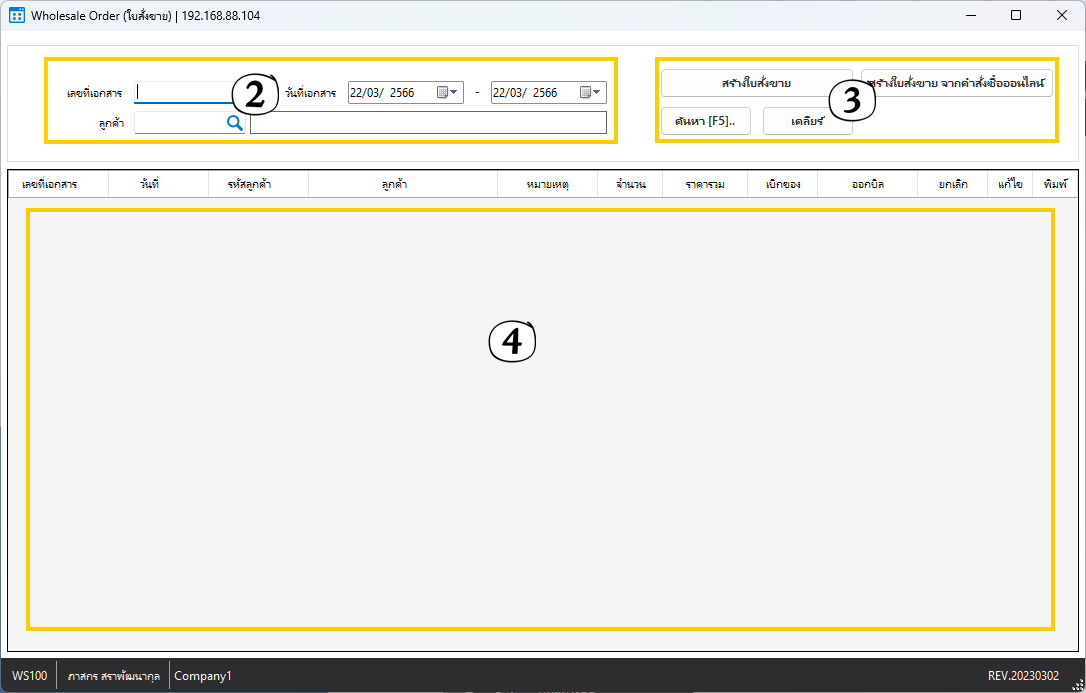 Wholesale Order (ใบสั่งขาย) | 192.168.88.104
เลขที่เอกสาร 2 วันที่เอกสาร 22/03/ 2566 - 22/03/ 2566
ลูกค้า
สร้างใบสั่งขาย 3 สร้างใบสั่งขาย จากคำสั่งซื้อออนไลน์
ค้นหา [F5].. เคลียร์
เลขที่เอกสาร วันที่ รหัสลูกค้า ลูกค้า หมายเหตุ จำนวน ราคารวม เบิกของ ออกบิล ยกเลิก แก้ไข พิมพ์
4
WS100 ภาสกร สราพัฒนากุล Company1 REV.20230302